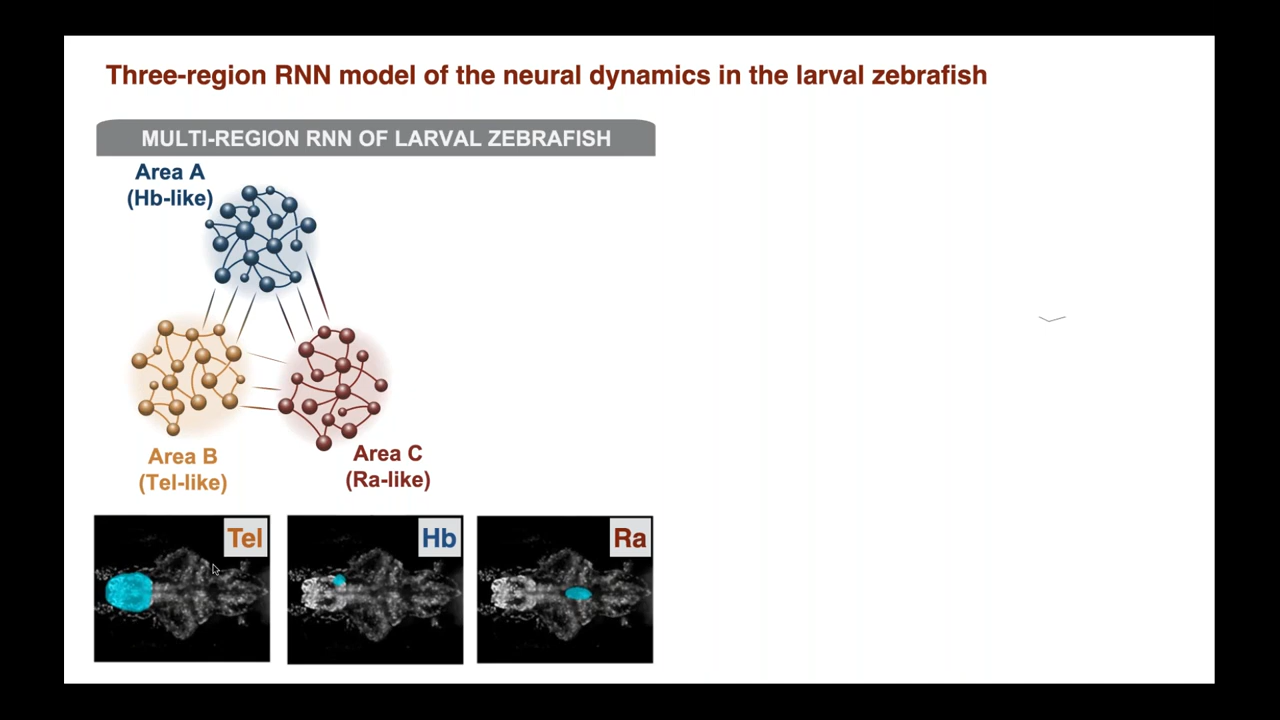 Three-region RNN model of the neural dynamics in the larval zebrafish
MULTI-REGION RNN OF LARVAL ZEBRAFISH
Area A
(Hb-like)
Area B
(Tel-like)
Area C
(Ra-like)
Tel
Hb
Ra